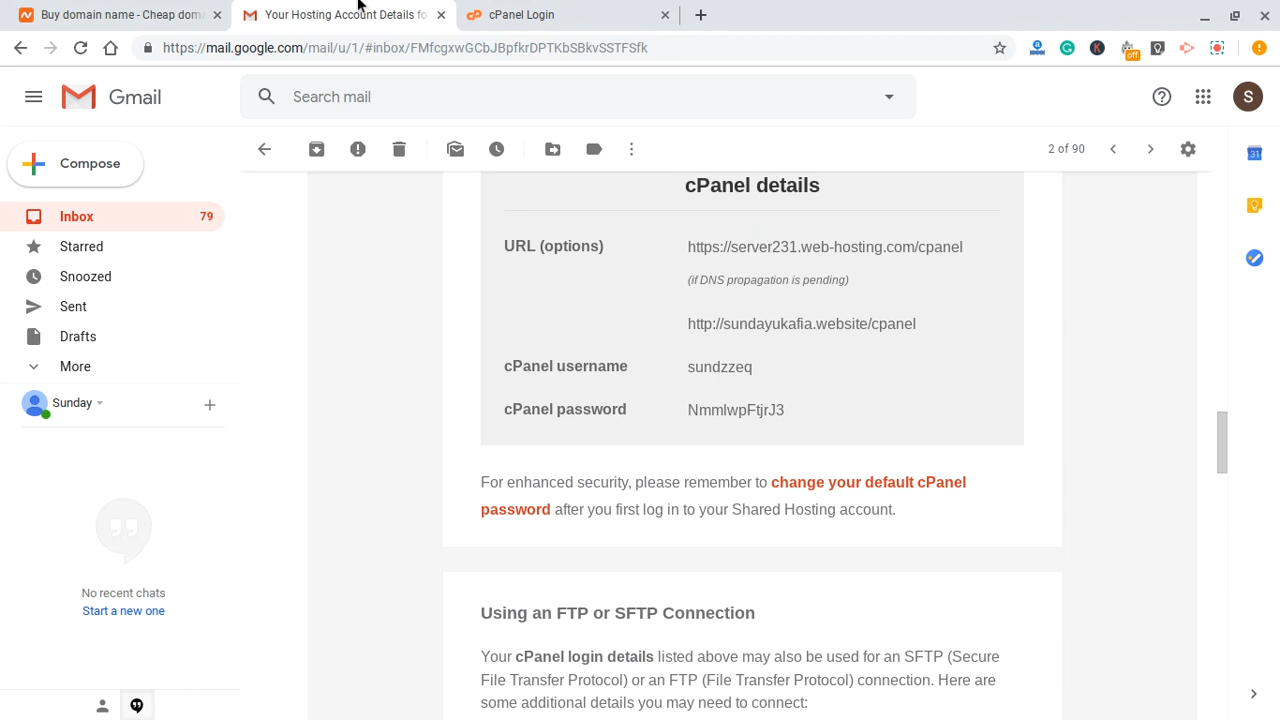 Buy domain name - Cheap dom
Your Hosting Account Details fo
cPanel Login
https://mail.google.com/mail/u/1/#inbox/FMfcgxwGCbJBpfkrDPTKbSBkvSSTFSfk
off
Gmail
Search mail
S
Compose
2 of 90
31
Inbox 79
Starred
Snoozed
Sent
Drafts
More
Sunday
No recent chats
Start a new one
cPanel details
URL (options) https://server231.web-hosting.com/cpanel
(if DNS propagation is pending)
http://sundayukafia.website/cpanel
cPanel username sundzzeq
cPanel password NmmlwpFtjrJ3
For enhanced security, please remember to change your default cPanel
password after you first log in to your Shared Hosting account.
Using an FTP or SFTP Connection
Your cPanel login details listed above may also be used for an SFTP (Secure
File Transfer Protocol) or an FTP (File Transfer Protocol) connection. Here are
some additional details you may need to connect: